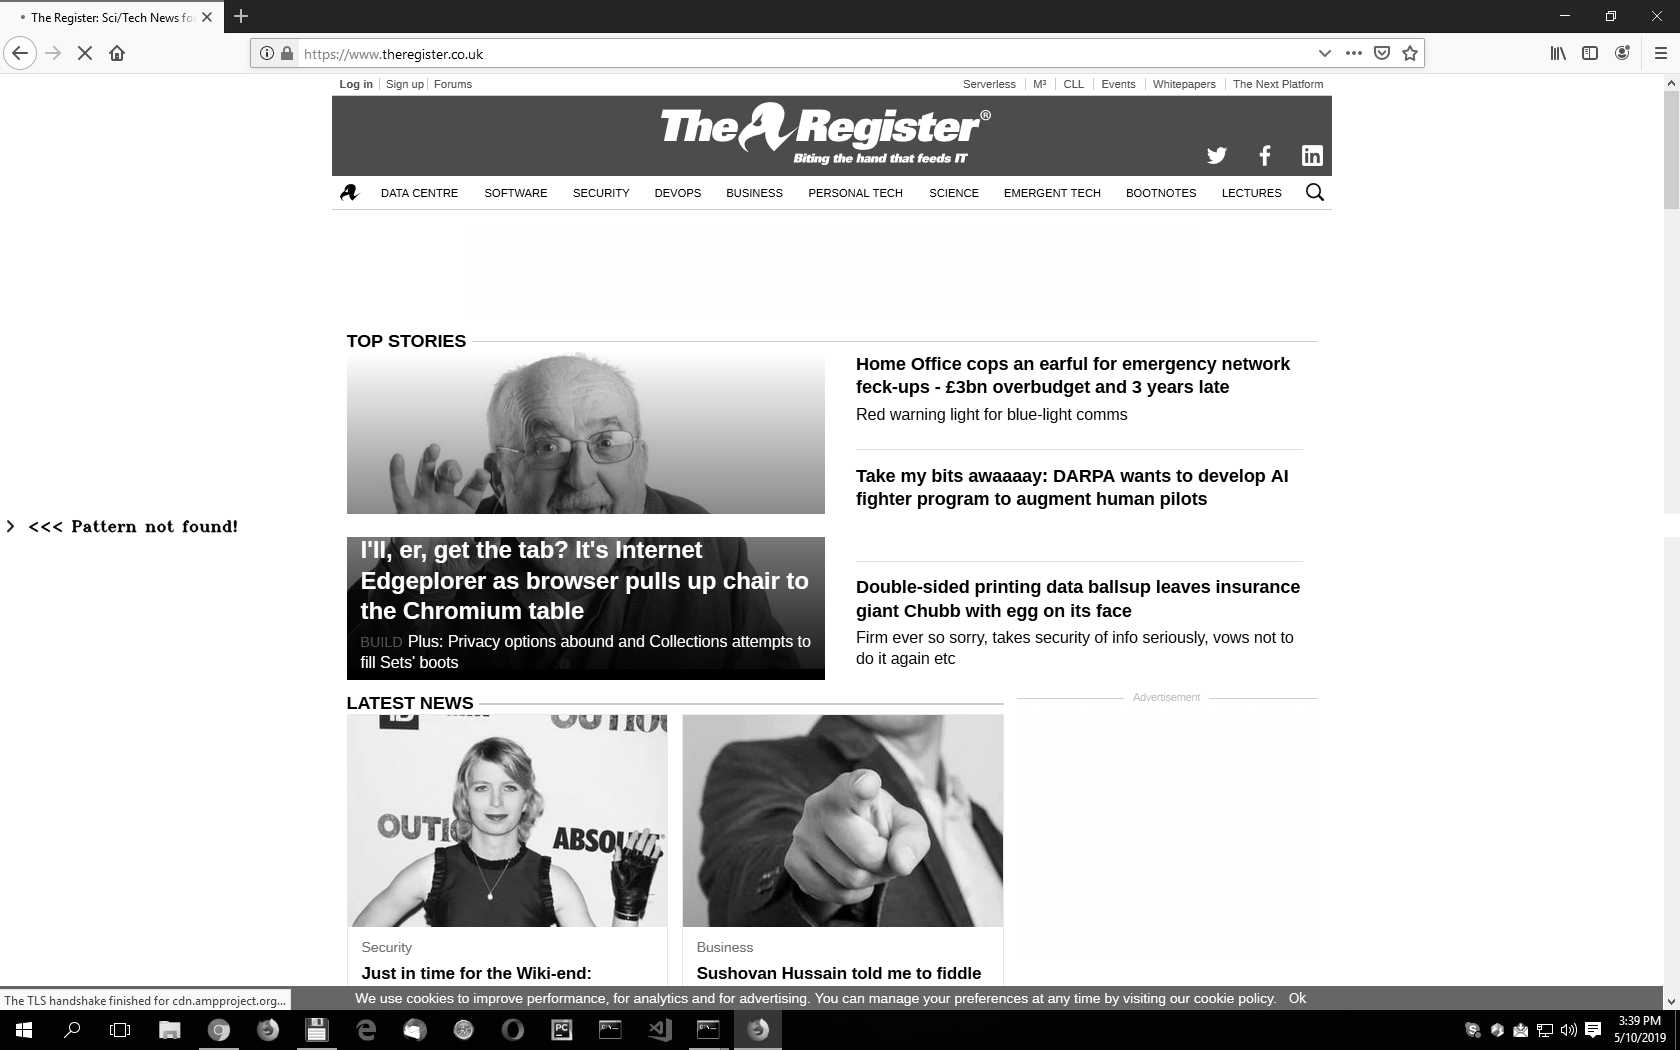 The Register: Sci/Tech News fo
https://www.theregister.co.uk
Log in Sign up Forums Serverless M³ CLL Events Whitepapers The Next Platform
The Register®
Biting the hand that feeds IT
DATA CENTRE SOFTWARE SECURITY DEVOPS BUSINESS PERSONAL TECH SCIENCE EMERGENT TECH BOOTNOTES LECTURES
TOP STORIES
Home Office cops an earful for emergency network
feck-ups - £3bn overbudget and 3 years late
Red warning light for blue-light comms
Take my bits awaaaay: DARPA wants to develop AI
fighter program to augment human pilots
> <<< Pattern not found!
I'll, er, get the tab? It's Internet
Edgeplorer as browser pulls up chair to
the Chromium table
BUILD Plus: Privacy options abound and Collections attempts to
fill Sets' boots
Double-sided printing data ballsup leaves insurance
giant Chubb with egg on its face
Firm ever so sorry, takes security of info seriously, vows not to
do it again etc
LATEST NEWS
Advertisement
OUT
ABSOLUT
Security
Just in time for the Wiki-end:
Business
Sushovan Hussain told me to fiddle
The TLS handshake finished for cdn.ampproject.org...
We use cookies to improve performance, for analytics and for advertising. You can manage your preferences at any time by visiting our cookie policy. Ok
PC
3:39 PM
5/10/2019